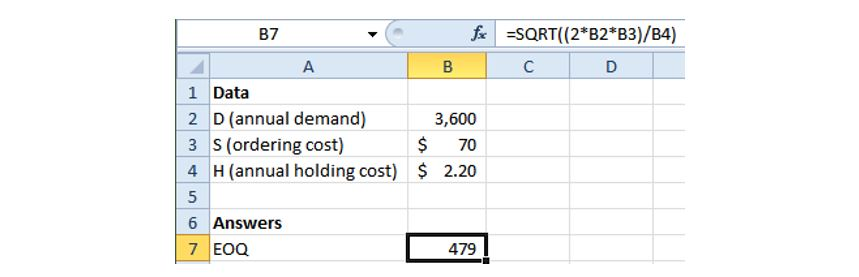 B7 fx =SQRT((2*B2*B3)/B4)
A B C D
1 Data
2 D (annual demand) 3,600
3 S (ordering cost) $ 70
4 H (annual holding cost) $ 2.20
5
6 Answers
7 EOQ 479